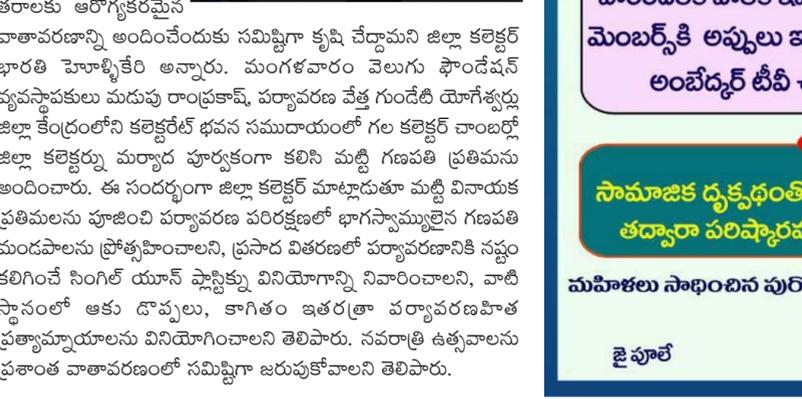 తరాలకు ఆరోగ్యకరమైన
వాతావరణాన్ని అందించేందుకు సమిష్టిగా కృషి చేద్దామని జిల్లా కలెక్టర్
భారతి హెూళ్ళికేరి అన్నారు. మంగళవారం వెలుగు ఫౌండేషన్
వ్యవస్థాపకులు మడుపు రాంప్రకాష్, పర్యావరణ వేత్త గుండేటి యోగేశ్వర్లు
జిల్లా కేంద్రంలోని కలెక్టరేట్ భవన సముదాయంలో గల కలెక్టర్ చాంబర్లో
జిల్లా కలెక్టర్ను మర్యాద పూర్వకంగా కలిసి మట్టి గణపతి ప్రతిమను
అందించారు. ఈ సందర్భంగా జిల్లా కలెక్టర్ మాట్లాడుతూ మట్టి వినాయక
ప్రతిమలను పూజించి పర్యావరణ పరిరక్షణలో భాగస్వామ్యులైన గణపతి
మండపాలను ప్రోత్సహించాలని, ప్రసాద వితరణలో పర్యావరణానికి నష్టం
కలిగించే సింగిల్ యూస్ ప్లాస్టిక్ను వినియోగాన్ని నివారించాలని, వాటి
స్థానంలో ఆకు డొప్పలు, కాగితం ఇతరత్రా పర్యావరణహిత
ప్రత్యామ్నాయాలను వినియోగించాలని తెలిపారు. నవరాత్రి ఉత్సవాలను
ప్రశాంత వాతావరణంలో సమిష్టిగా జరుపుకోవాలని తెలిపారు.
మెంబర్స్‌కి అప్పులు
అంబేద్కర్ టీవీ
సామాజిక దృక్పథంతో
తద్వారా పరిష్కారమ
మహిళలు సాధించిన
జై పూలే